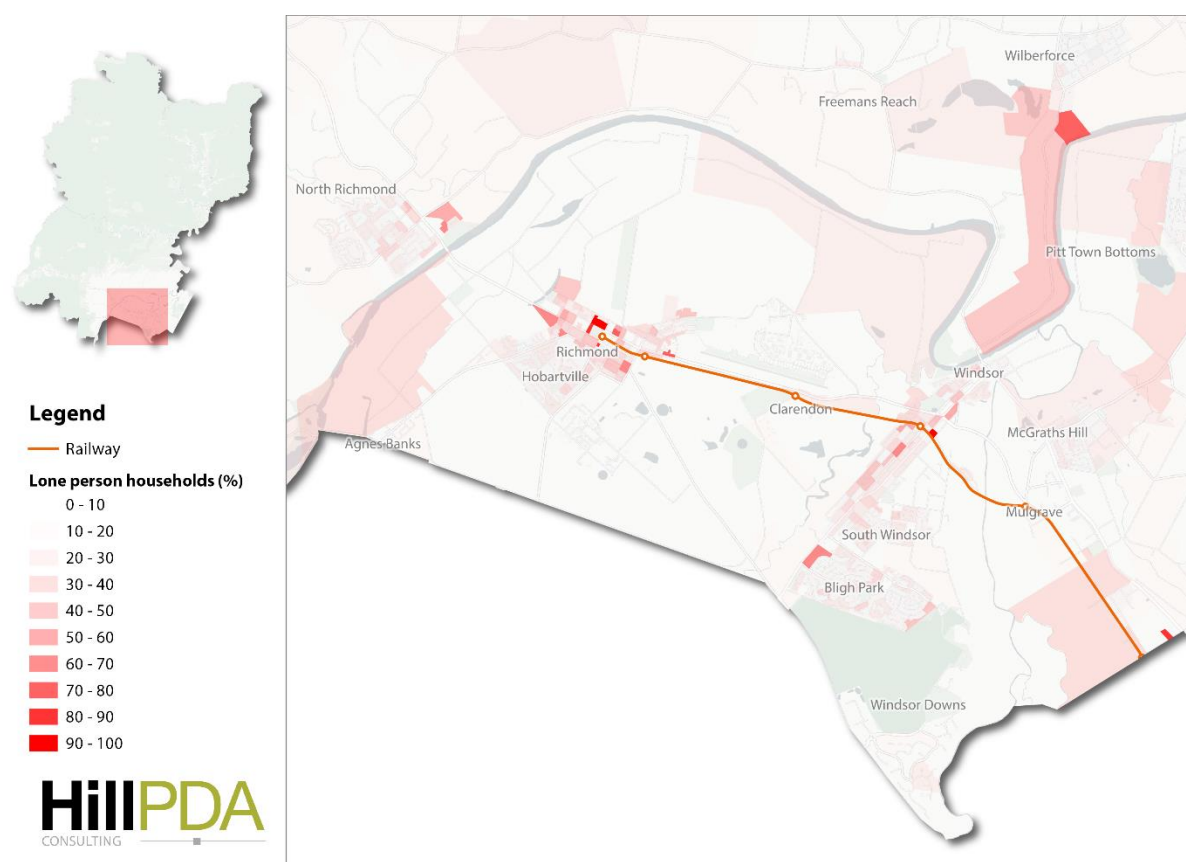 Legend
Railway
Lone person households (%)
0 - 10
10 - 20
20 - 30
30 - 40
40 - 50
50 - 60
60 - 70
70 - 80
80 - 90
90 - 100
HillPDA
CONSULTING
Wilberforce
Freemans Reach
North Richmond
Pitt Town Bottoms
Richmond
Windsor
Hobartville
Clarendon
McGraths Hill
Agnes Banks
Mulgrave
South Windsor
Bligh Park
Windsor Downs